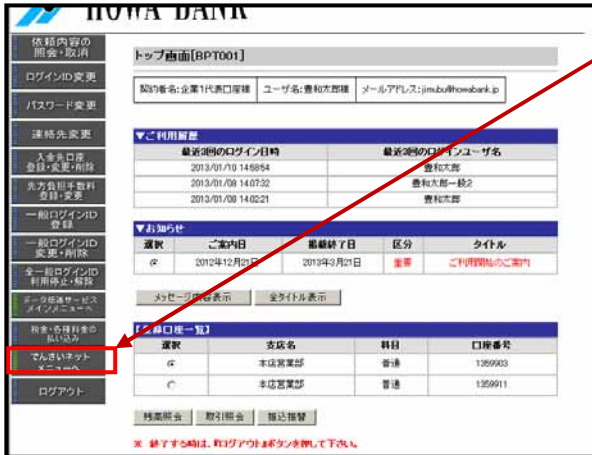 HOWA BANK
依頼内容の
照会・取消
ログインID変更
パスワード変更
連絡先変更
入金先口座
登録・変更・削除
先方負担手数料
登録・変更
一般ログインID
登録
一般ログインID
変更・削除
全一般ログインID
利用停止・解除
データ伝送サービス
メインメニューへ
税金・各種料金の
払い込み
でんさいネット
メニューへ
ログアウト
トップ画面[BPT001]
契約者名:企業1代表口座様 ユーザ名:豊和太郎様 メールアドレス:jimubu@howabank.jp
▼ご利用履歴
最近3回のログイン日時 最近3回のログインユーザ名
2013/01/10 14:58:54 豊和太郎
2013/01/08 14:07:32 豊和太郎一般2
2013/01/08 14:02:21 豊和太郎
▼お知らせ
選択 ご案内日 掲載終了日 区分 タイトル
2012年12月21日 2013年3月21日 重要 ご利用開始のご案内
メッセージ内容表示 全タイトル表示
【登録口座一覧】
選択 支店名 科目 口座番号
本店営業部 普通 1359903
本店営業部 普通 1359911
残高照会 取引照会 振込振替
※ 終了する時は、『ログアウト』ボタンを押して下さい。